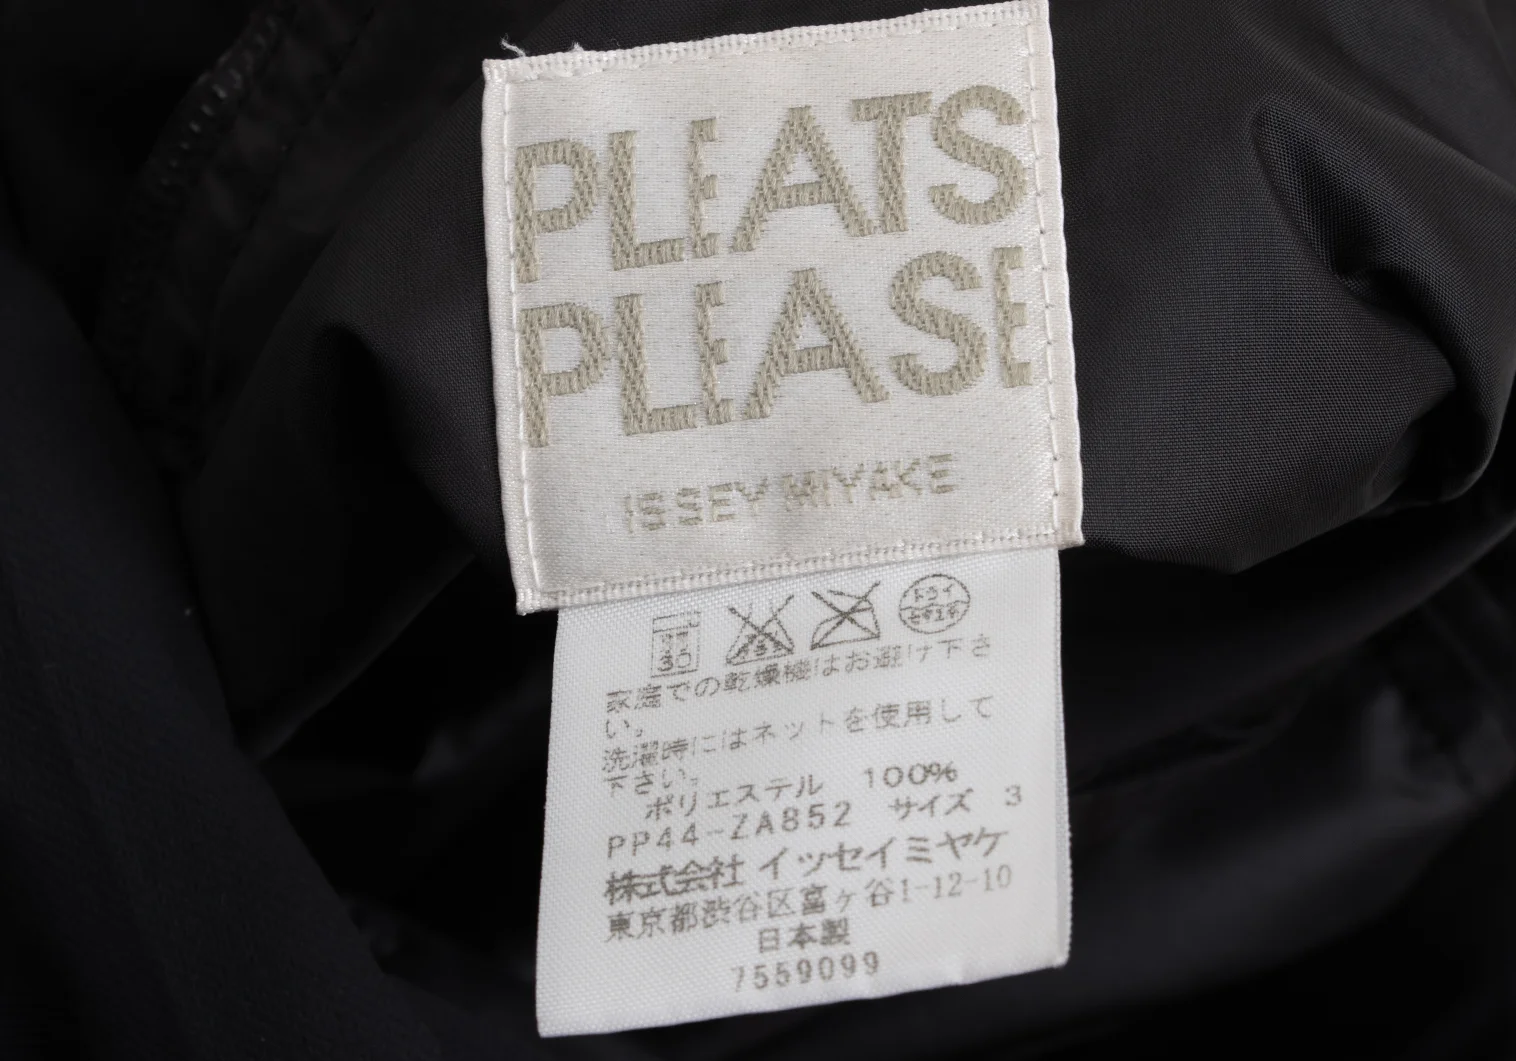 PLEATS
PLEASE
ISSEY MIYAKE
30
ドライ
セキユ系
家庭での乾燥機はお避け下さ
い。
洗濯時にはネットを使用して
下さい。
ポリエステル 100%
PP44-ZA852 サイズ 3
株式会社 イッセイミヤケ
東京都渋谷区富ヶ谷1-12-10
日本製
7559099